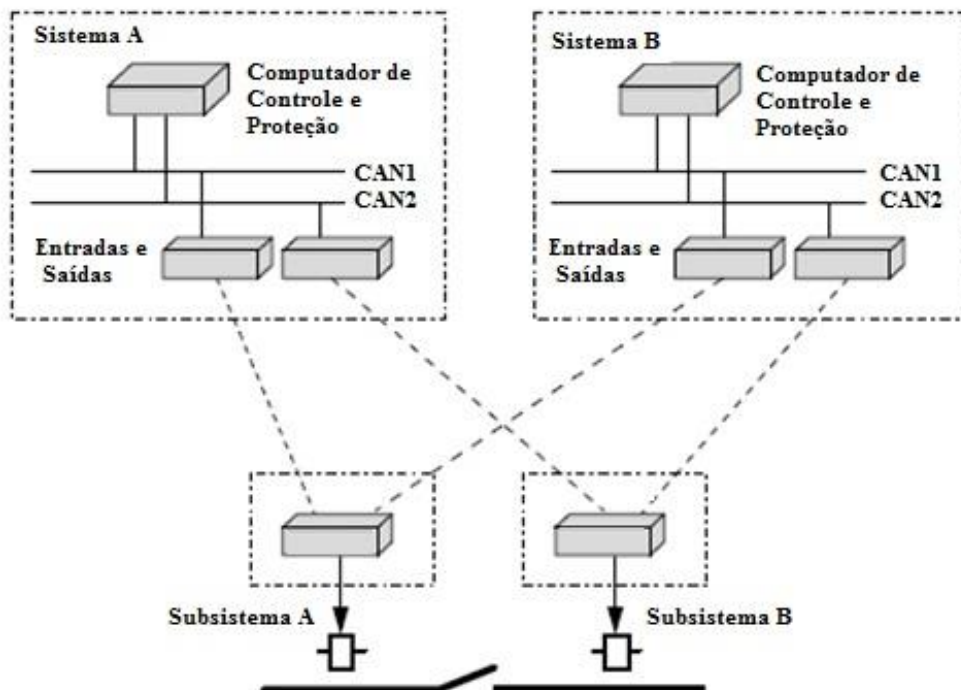 Sistema A
Computador de
Controle e
Proteção
CAN1
CAN2
Entradas e
Saídas
Sistema B
Computador de
Controle e
Proteção
CAN1
CAN2
Entradas e
Saídas
Subsistema A
Subsistema B